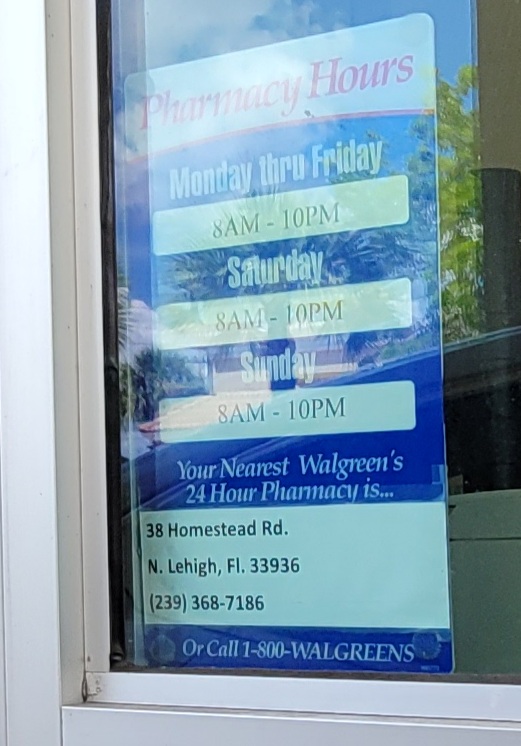 Pharmacy Hours
Monday thru Friday
8AM - 10PM
Saturday
8AM - 10PM
Sunday
8AM - 10PM
Your Nearest Walgreen's
24 Hour Pharmacy is...
38 Homestead Rd.
N. Lehigh, Fl. 33936
(239) 368-7186
Or Call 1-800-WALGREENS